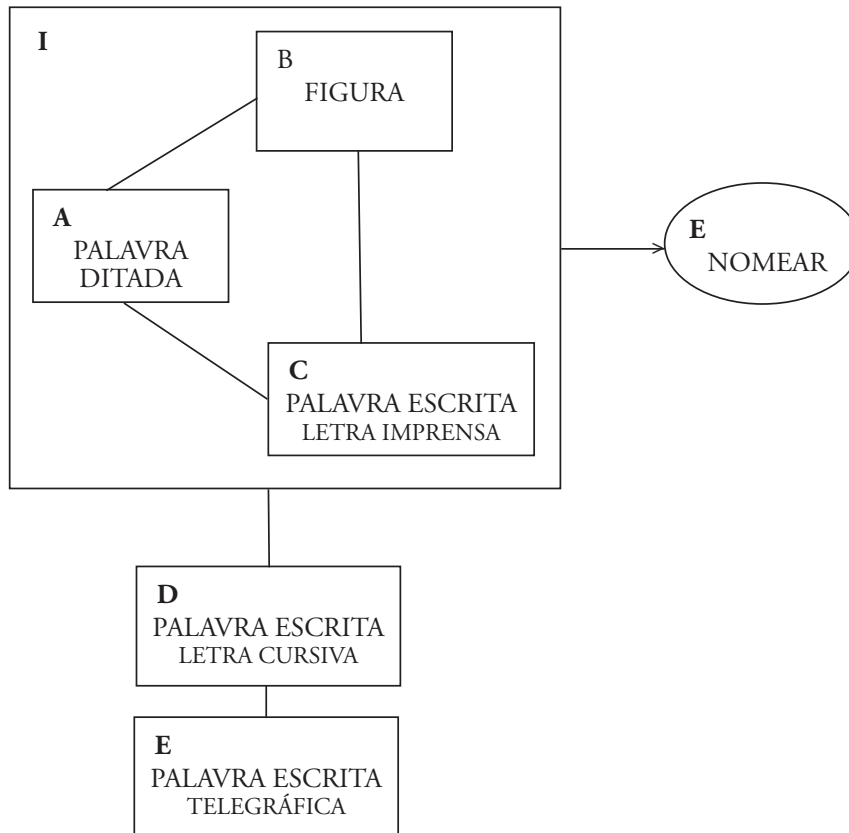 I
B
FIGURA
A
PALAVRA
DITADA
E
NOMEAR
C
PALAVRA ESCRITA
LETRA IMPRENSA
D
PALAVRA ESCRITA
LETRA CURSIVA
E
PALAVRA ESCRITA
TELEGRÁFICA